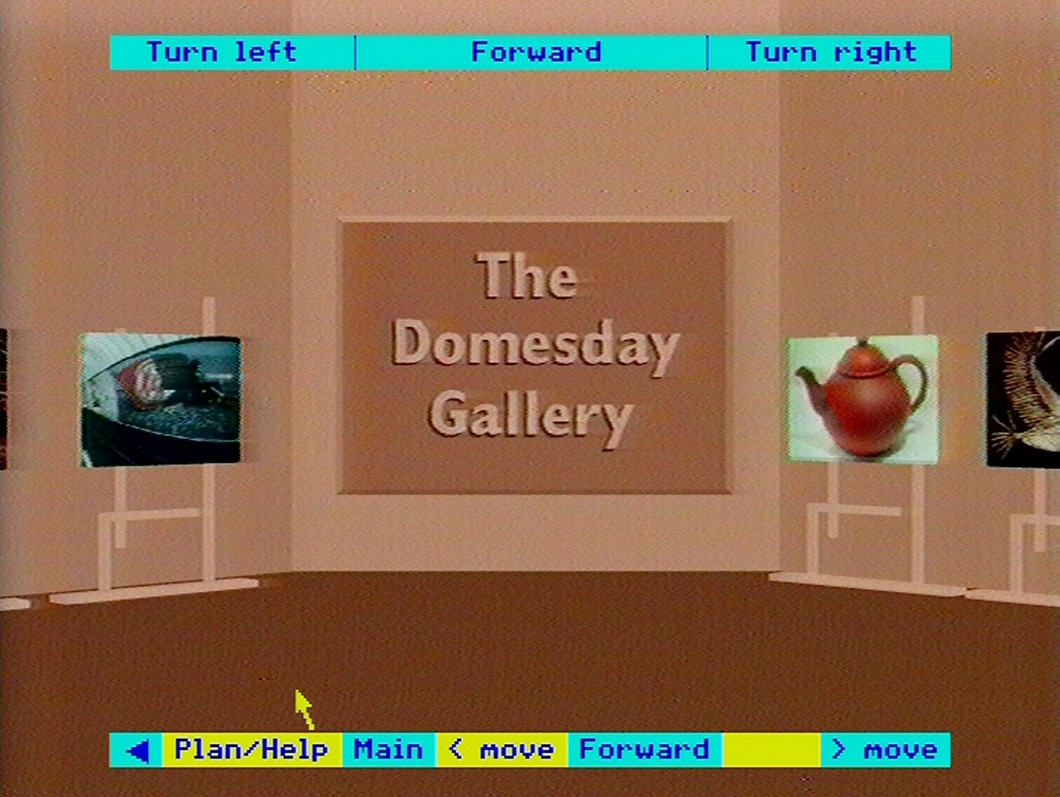 Turn left Forward Turn right
The
Domesday
Gallery
◄ Plan/Help Main < move Forward > move